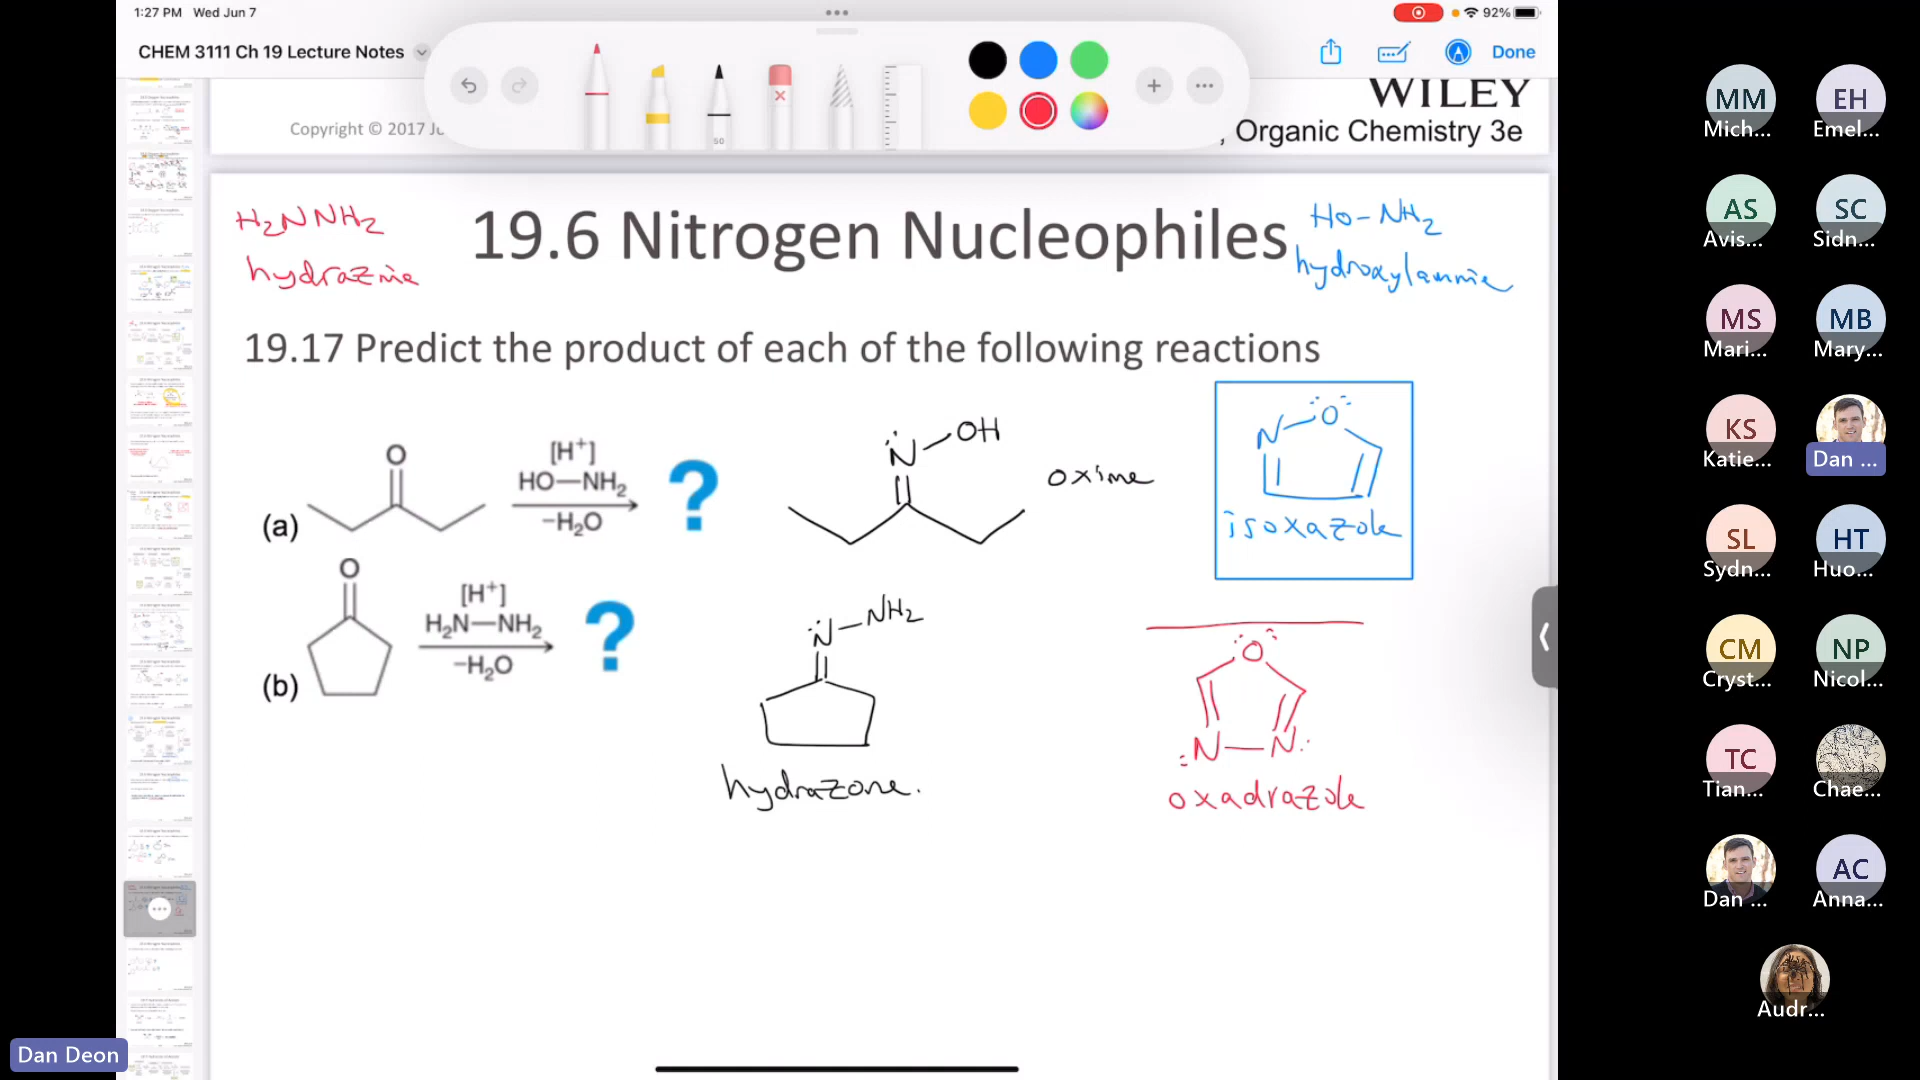 1:27 PM Wed Jun 7
92%
CHEM 3111 Ch 19 Lecture Notes
Done
50
WILEY
Copyright © 2017 J
, Organic Chemistry 3e
H2NNH2
hydrazine
19.6 Nitrogen Nucleophiles
HO-NH2
hydroxylamine
19.17 Predict the product of each of the following reactions
(a)
O
[H+]
HO—NH2
−H2O
?
N
OH
oxime
N
O
isoxazole
(b)
O
[H+]
H2N—NH2
−H2O
?
N
NH2
hydrazone.
O
N
N
oxadrazole
MM
Mich...
EH
Emel...
AS
Avis...
SC
Sidn...
MS
Mari...
MB
Mary...
KS
Katie...
Dan ...
SL
Sydn...
HT
Huo...
CM
Cryst...
NP
Nicol...
TC
Tian...
Chae...
Dan ...
AC
Anna...
Audr...
Dan Deon